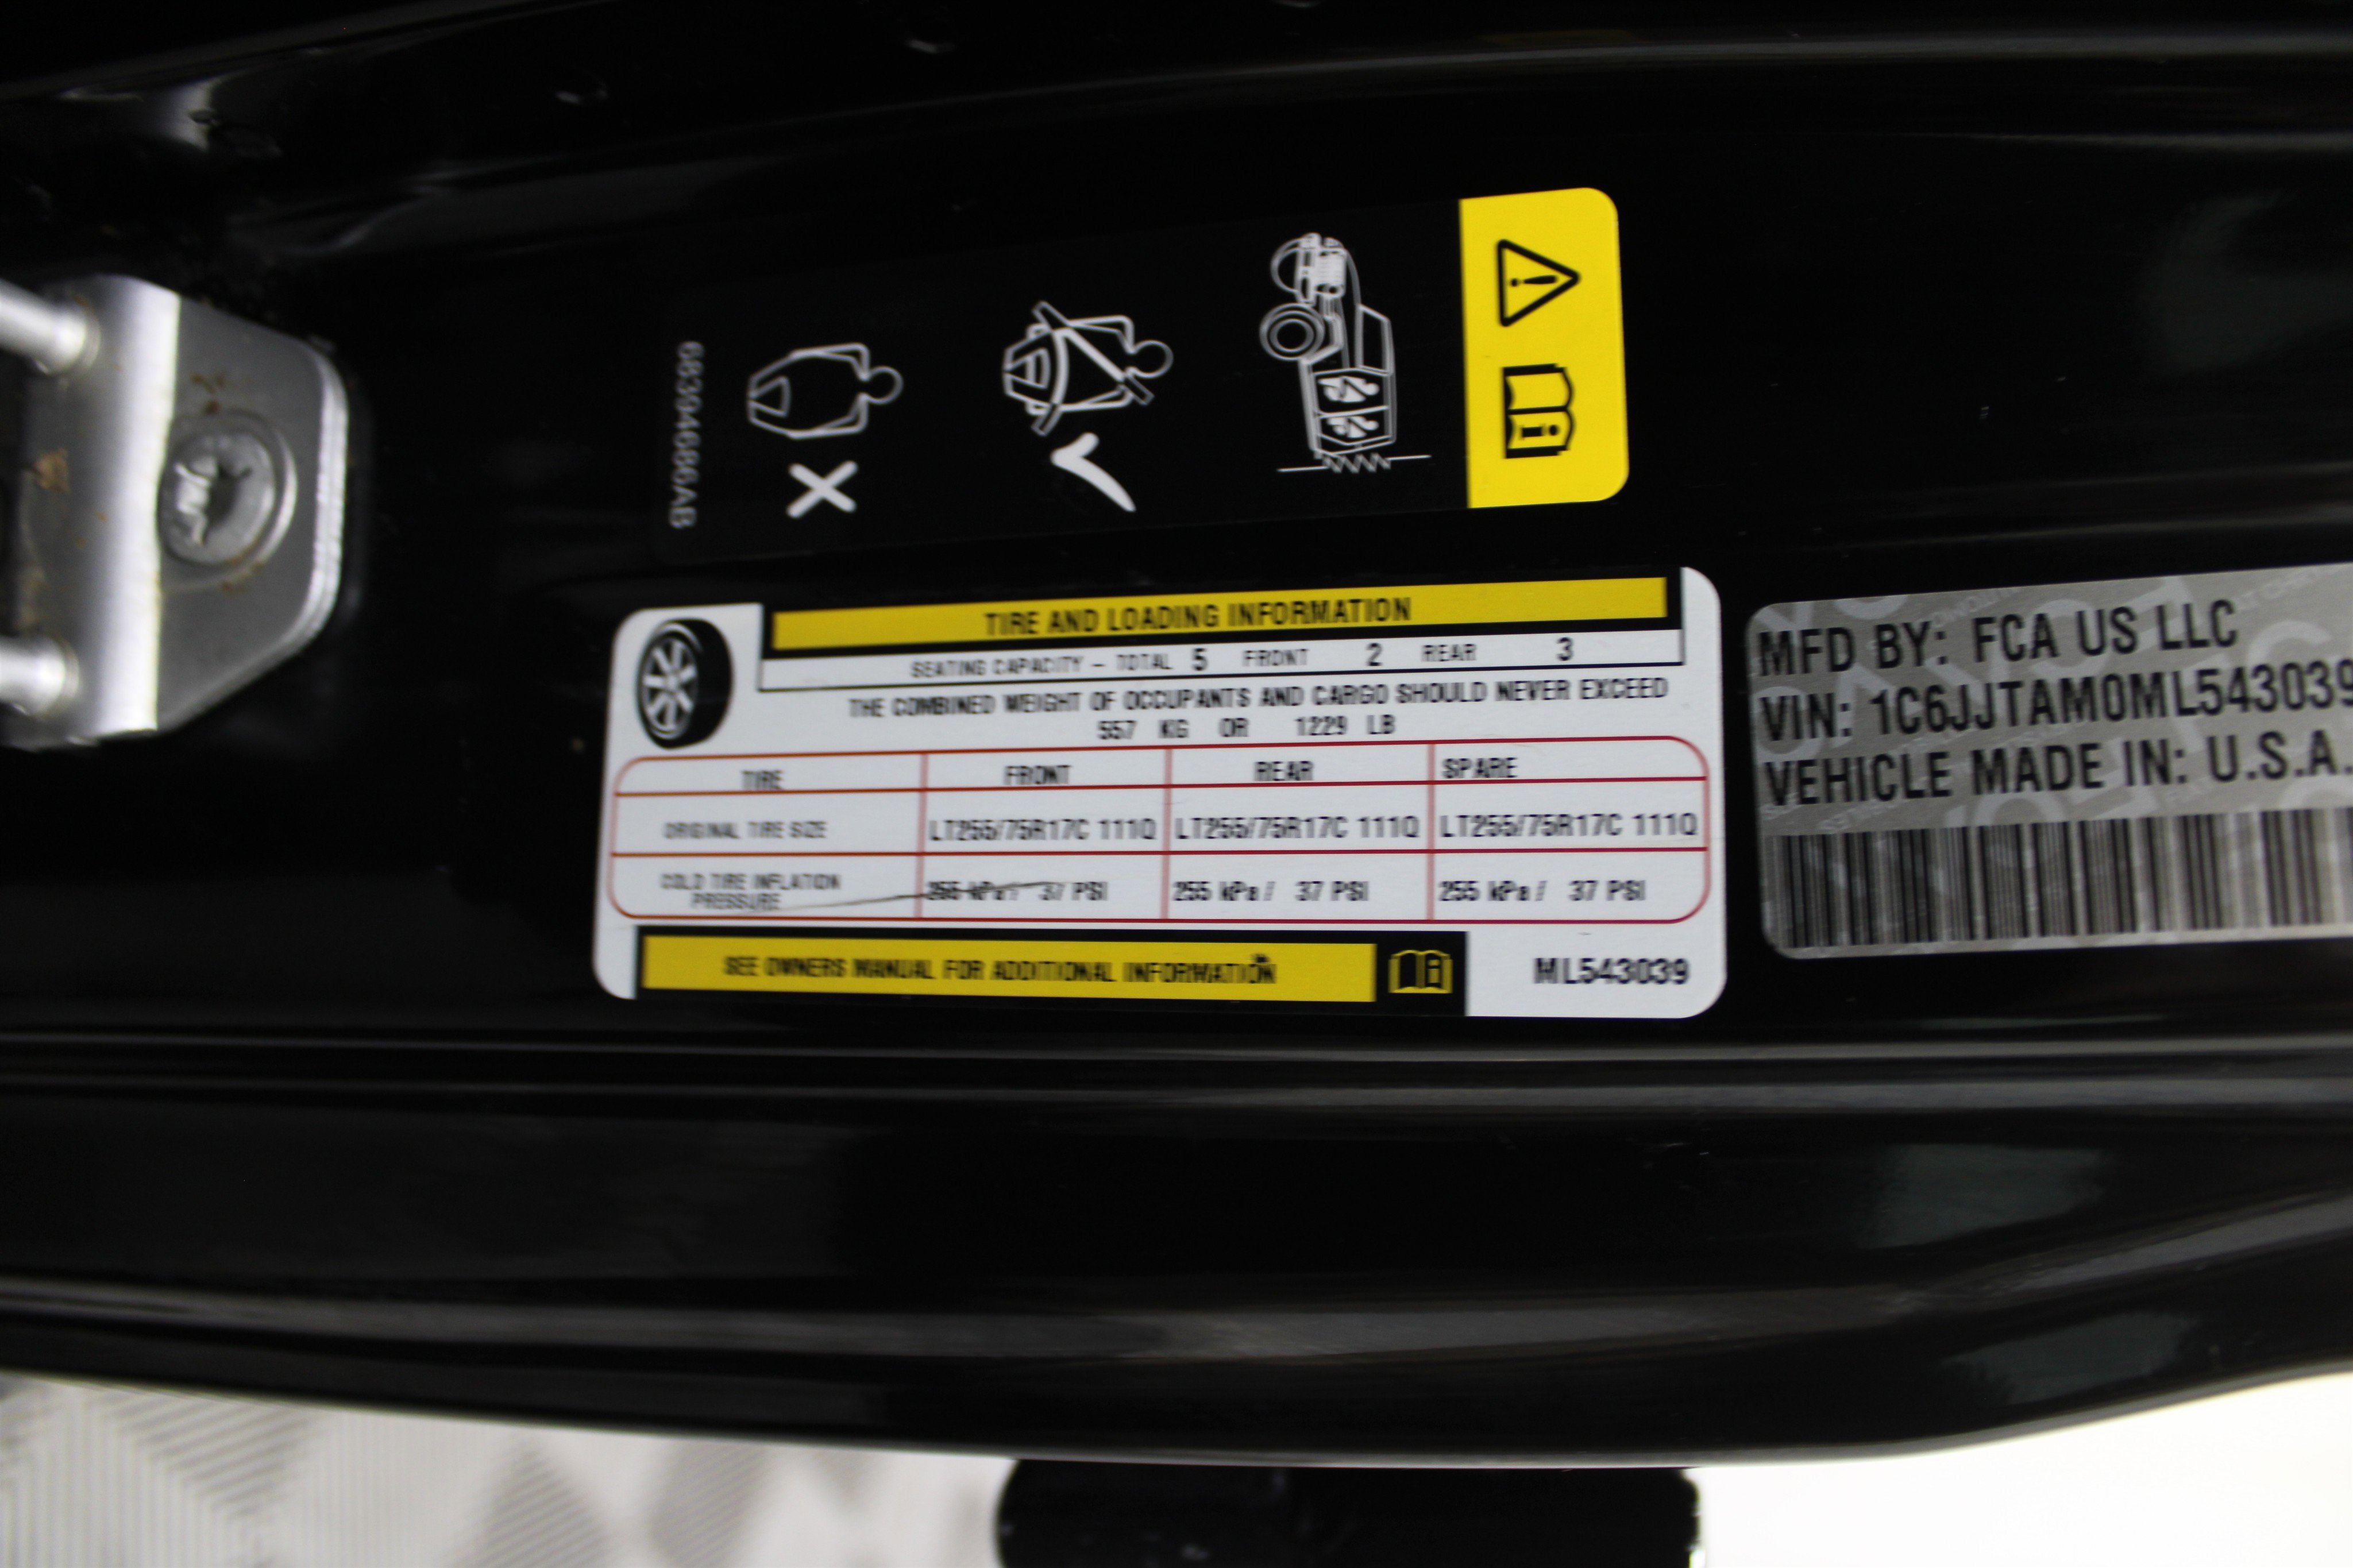 68394686AB
TIRE AND LOADING INFORMATION
SEATING CAPACITY – TOTAL 5 FRONT 2 REAR 3
THE COMBINED WEIGHT OF OCCUPANTS AND CARGO SHOULD NEVER EXCEED
557 KG OR 1229 LB
TIRE FRONT REAR SPARE
ORIGINAL TIRE SIZE LT255/75R17C 111Q LT255/75R17C 111Q LT255/75R17C 111Q
COLD TIRE INFLATION
PRESSURE
255 kPa / 37 PSI 255 kPa / 37 PSI 255 kPa / 37 PSI
SEE OWNERS MANUAL FOR ADDITIONAL INFORMATION
ML543039
MFD BY: FCA US LLC
VIN: 1C6JJTAM0ML543039
VEHICLE MADE IN: U.S.A.